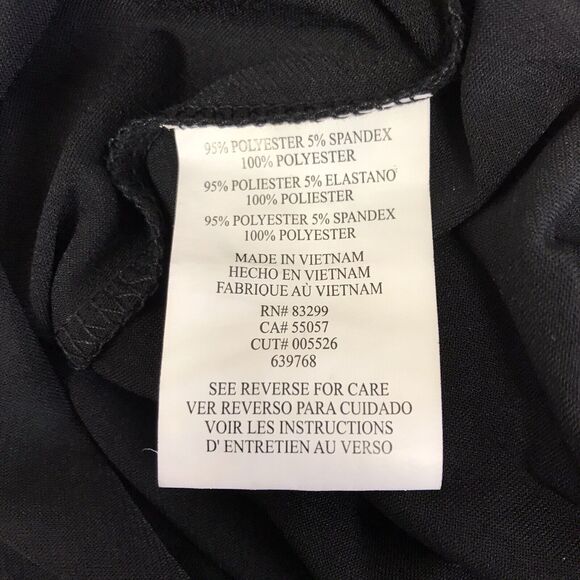 95% POLYESTER 5% SPANDEX
100% POLYESTER
95% POLIESTER 5% ELASTANO
100% POLIESTER
95% POLYESTER 5% SPANDEX
100% POLYESTER
MADE IN VIETNAM
HECHO EN VIETNAM
FABRIQUE AÙ VIETNAM
RN# 83299
CA# 55057
CUT# 005526
639768
SEE REVERSE FOR CARE
VER REVERSO PARA CUIDADO
VOIR LES INSTRUCTIONS
D' ENTRETIEN AU VERSO